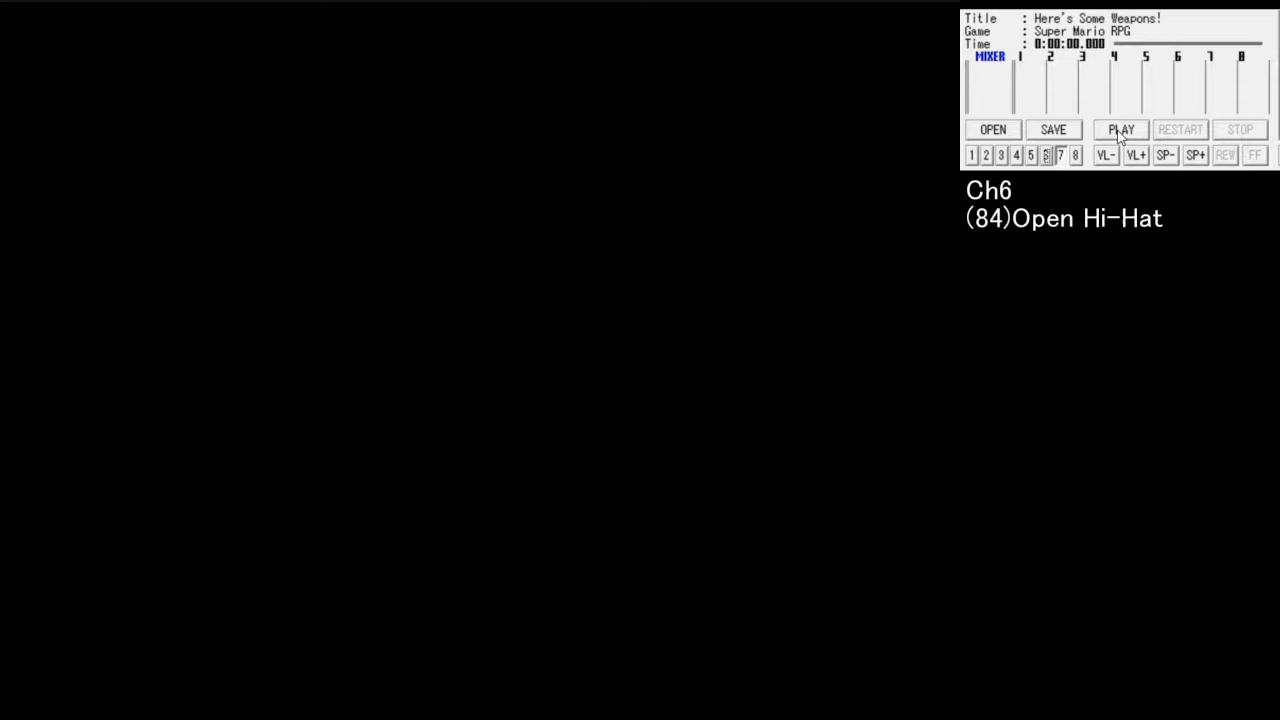 Title : Here's Some Weapons!
Game : Super Mario RPG
Time : 0:00:00.000
MIXER 1 2 3 4 5 6 7 8
OPEN SAVE PLAY RESTART STOP
1 2 3 4 5 6 7 8 VL- VL+ SP- SP+ REW FF
Ch6
(84)Open Hi-Hat